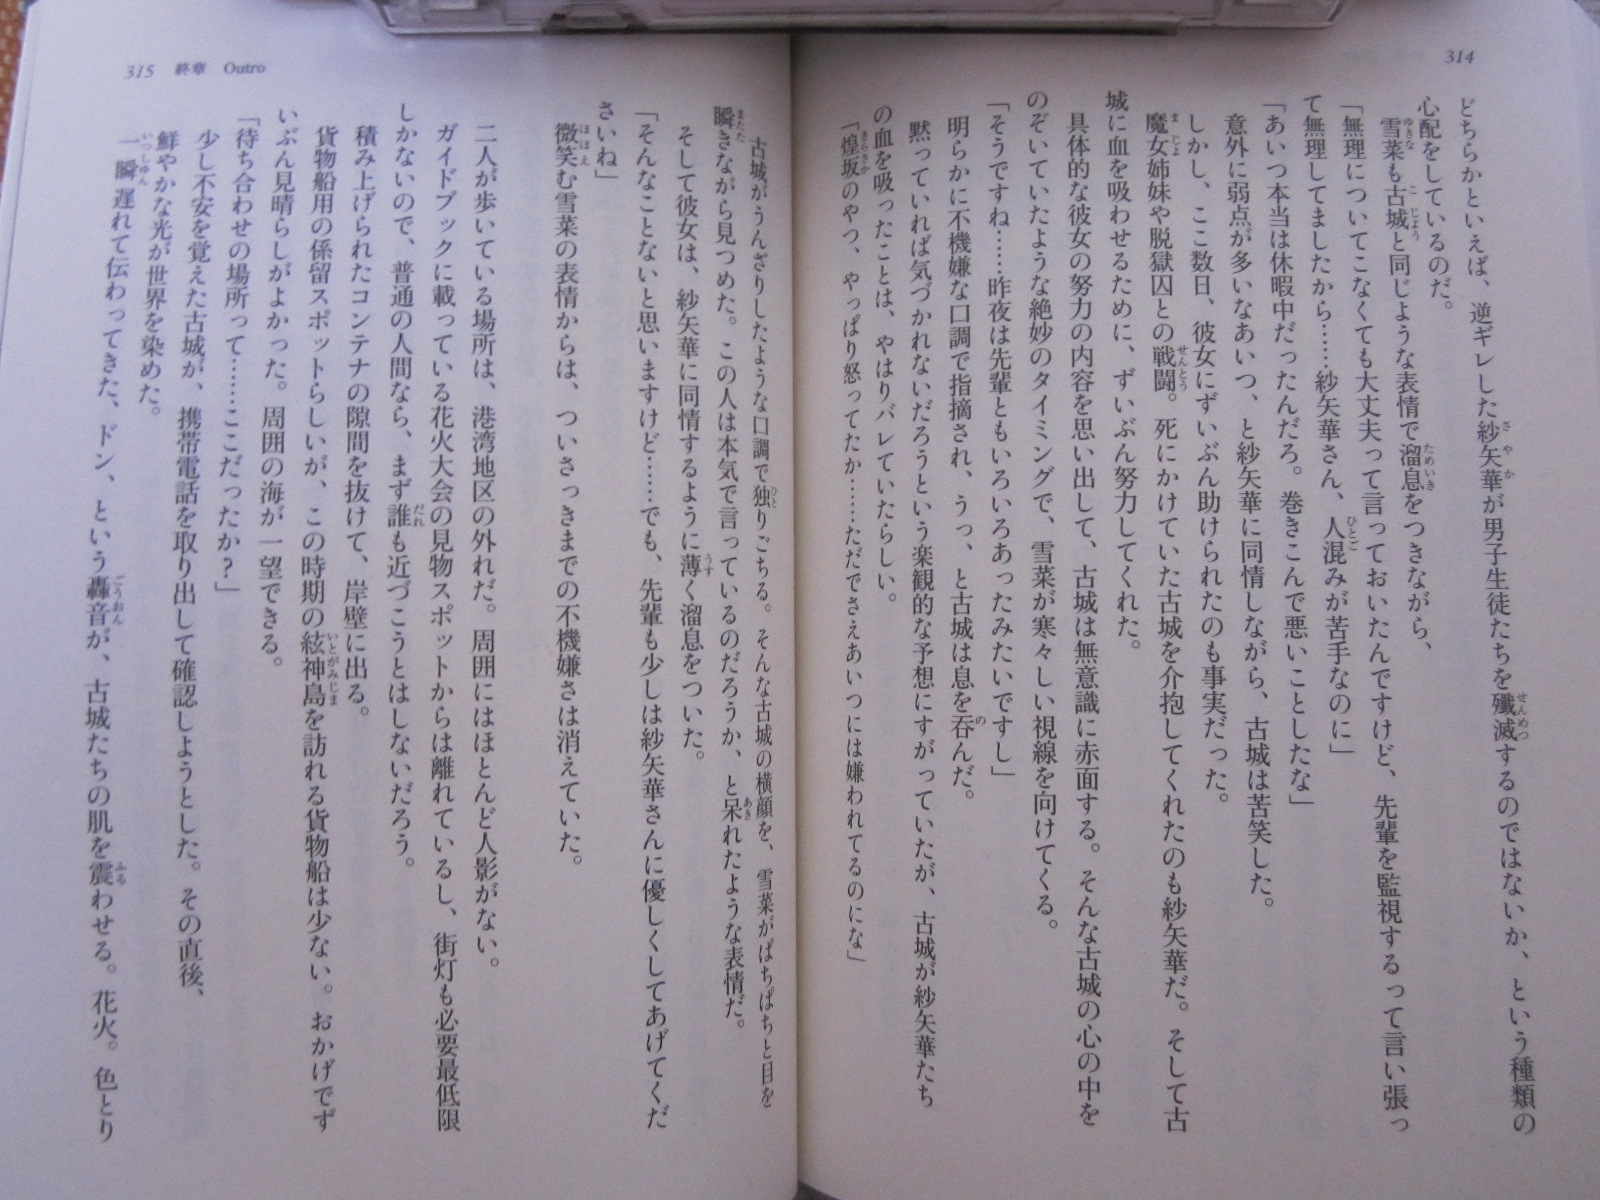 314
どちらかといえば、逆ギレした紗矢華が男子生徒たちを殲滅するのではないか、という種類の
心配をしているのだ。
雪菜も古城と同じような表情で溜息をつきながら、
「無理についてこなくても大丈夫って言っておいたんですけど、先輩を監視するって言い張っ
て無理してましたから……紗矢華さん、人混みが苦手なのに」
「あいつ本当は休暇中だったんだろ。巻きこんで悪いことしたな」
意外に弱点が多いなあいつ、と紗矢華に同情しながら、古城は苦笑した。
しかし、ここ数日、彼女にずいぶん助けられたのも事実だった。
魔女姉妹や脱獄囚との戦闘。死にかけていた古城を介抱してくれたのも紗矢華だ。そして古
城に血を吸わせるために、ずいぶん努力してくれた。
具体的な彼女の努力の内容を思い出して、古城は無意識に赤面する。そんな古城の心の中を
のぞいていたような絶妙のタイミングで、雪菜が寒々しい視線を向けてくる。
「そうですね……昨夜は先輩ともいろいろあったみたいですし」
明らかに不機嫌な口調で指摘され、うっ、と古城は息を呑んだ。
黙っていれば気づかれないだろうという楽観的な予想にすがっていたが、古城が紗矢華たち
の血を吸ったことは、やはりバレていたらしい。
「煌坂のやつ、やっぱり怒ってたか……ただでさえあいつには嫌われてるのにな」
315 終章 Outro
古城がうんざりしたような口調で独りごちる。そんな古城の横顔を、雪菜がぱちぱちと目を
瞬きながら見つめた。この人は本気で言っているのだろうか、と呆れたような表情だ。
そして彼女は、紗矢華に同情するように薄く溜息をついた。
「そんなことないと思いますけど……でも、先輩も少しは紗矢華さんに優しくしてあげてくだ
さいね」
微笑む雪菜の表情からは、ついさっきまでの不機嫌さは消えていた。
二人が歩いている場所は、港湾地区の外れだ。周囲にはほとんど人影がない。
ガイドブックに載っている花火大会の見物スポットからは離れているし、街灯も必要最低限
しかないので、普通の人間なら、まず誰も近づこうとはしないだろう。
積み上げられたコンテナの隙間を抜けて、岸壁に出る。
貨物船用の係留スポットらしいが、この時期の絃神島を訪れる貨物船は少ない。おかげでず
いぶん見晴らしがよかった。周囲の海が一望できる。
「待ち合わせの場所って……ここだったか？」
少し不安を覚えた古城が、携帯電話を取り出して確認しようとした。その直後、
鮮やかな光が世界を染めた。
一瞬遅れて伝わってきた、ドン、という轟音が、古城たちの肌を震わせる。花火。色とり